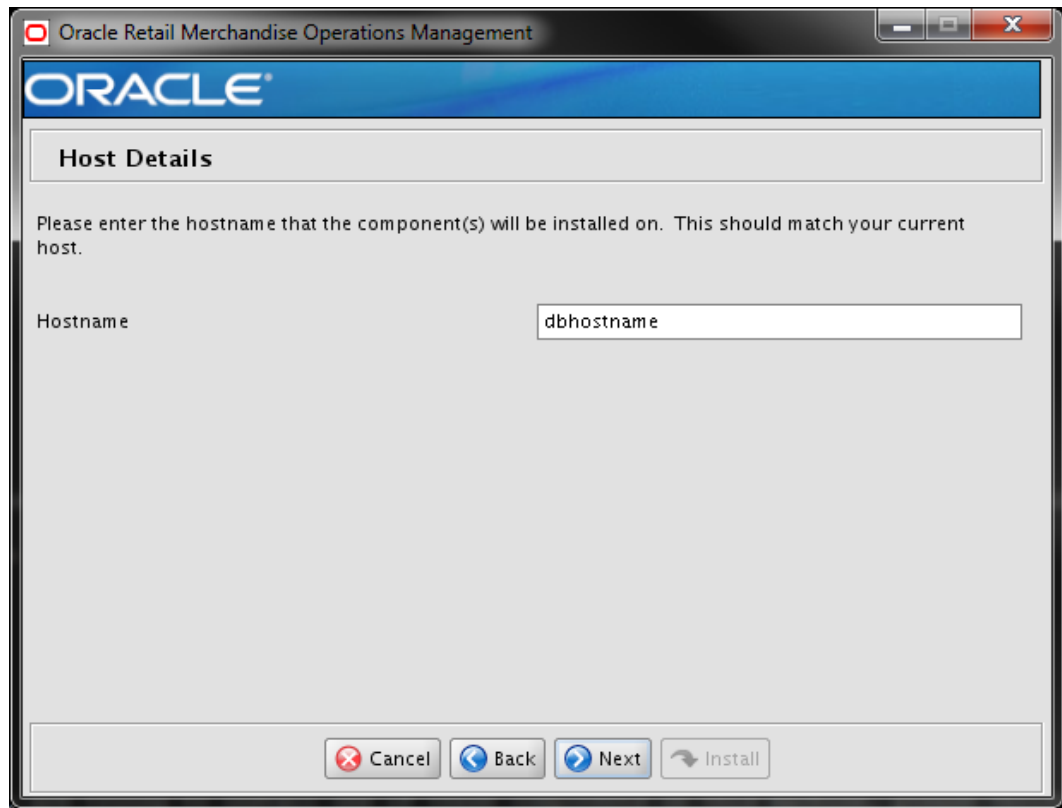 Oracle Retail Merchandise Operations Management
ORACLE®
Host Details
Please enter the hostname that the component(s) will be installed on. This should match your current
host.
Hostname
dbhostname
Cancel
Back
Next
Install